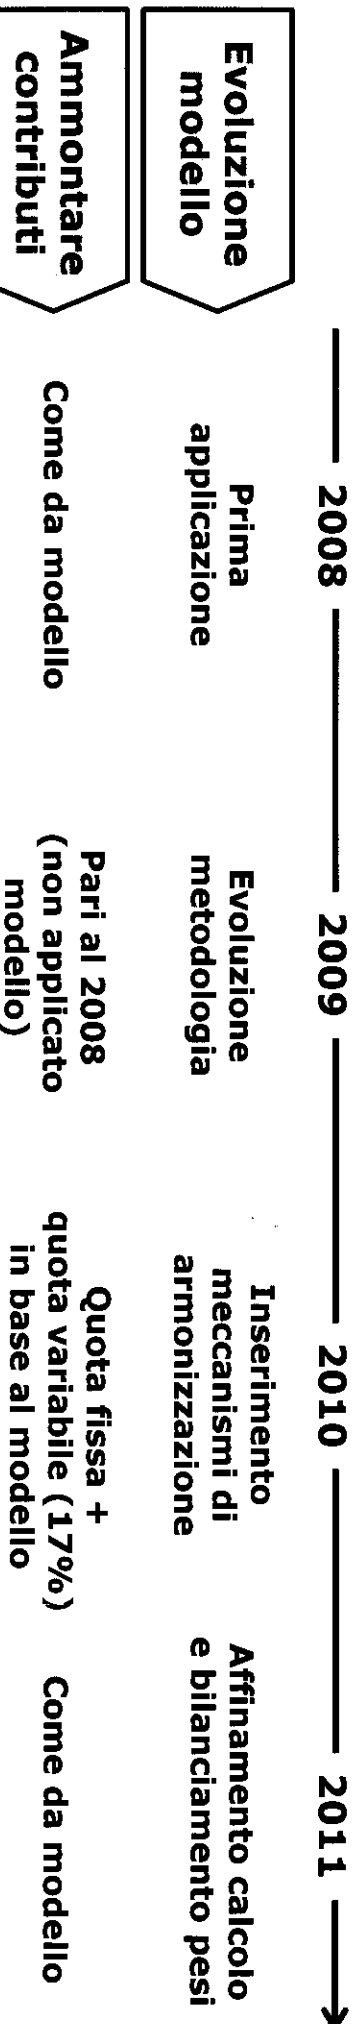 2008
2009
2010
2011
Evoluzione
modello
Prima
applicazione
Evoluzione
metodologia
Inserimento
meccanismi di
armonizzazione
Affinamento calcolo
e bilanciamento pesi
Ammontare
contributi
Come da modello
Pari al 2008
(non applicato
modello)
Quota fissa +
quota variabile (17%)
in base al modello
Come da modello